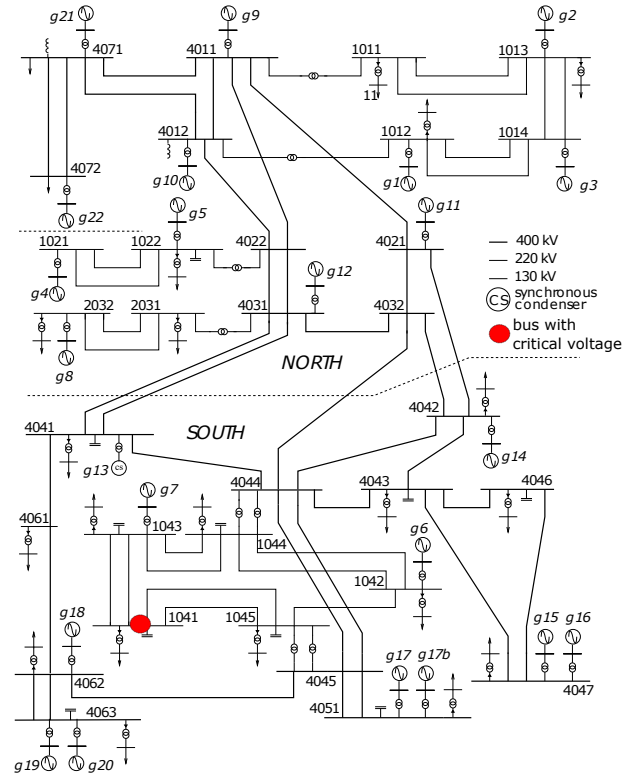 g21
g9
g2
4071
4011
1011
1013
11
4012
1012
1014
g10
g1
g3
4072
g22
g5
g11
1021
1022
4022
4021
g12
g4
2032
2031
4031
4032
g8
400 kV
220 kV
130 kV
CS synchronous
condenser
bus with
critical voltage
NORTH
SOUTH
4041
4042
g13
cs
g14
4044
4043
4046
g7
4061
1043
1044
g6
1042
g18
1041
1045
g15
g16
4062
4045
g17
g17b
4047
4063
4051
g19
g20